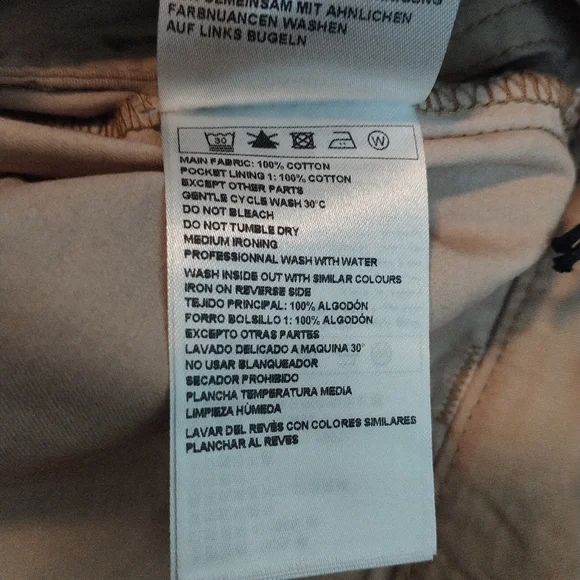 GEMEINSAM MIT ÄHNLICHEN
FARBNUANCEN WASHEN
AUF LINKS BUGELN
30
W
MAIN FABRIC: 100% COTTON
POCKET LINING 1: 100% COTTON
EXCEPT OTHER PARTS
GENTLE CYCLE WASH 30°C
DO NOT BLEACH
DO NOT TUMBLE DRY
MEDIUM IRONING
PROFESSIONNAL WASH WITH WATER
WASH INSIDE OUT WITH SIMILAR COLOURS
IRON ON REVERSE SIDE
TEJIDO PRINCIPAL: 100% ALGODÓN
FORRO BOLSILLO 1: 100% ALGODÓN
EXCEPTO OTRAS PARTES
LAVADO DELICADO A MAQUINA 30°
NO USAR BLANQUEADOR
SECADOR PROHIBIDO
PLANCHA TEMPERATURA MEDIA
LIMPIEZA HÚMEDA
LAVAR DEL REVÉS CON COLORES SIMILARES
PLANCHAR AL REVES